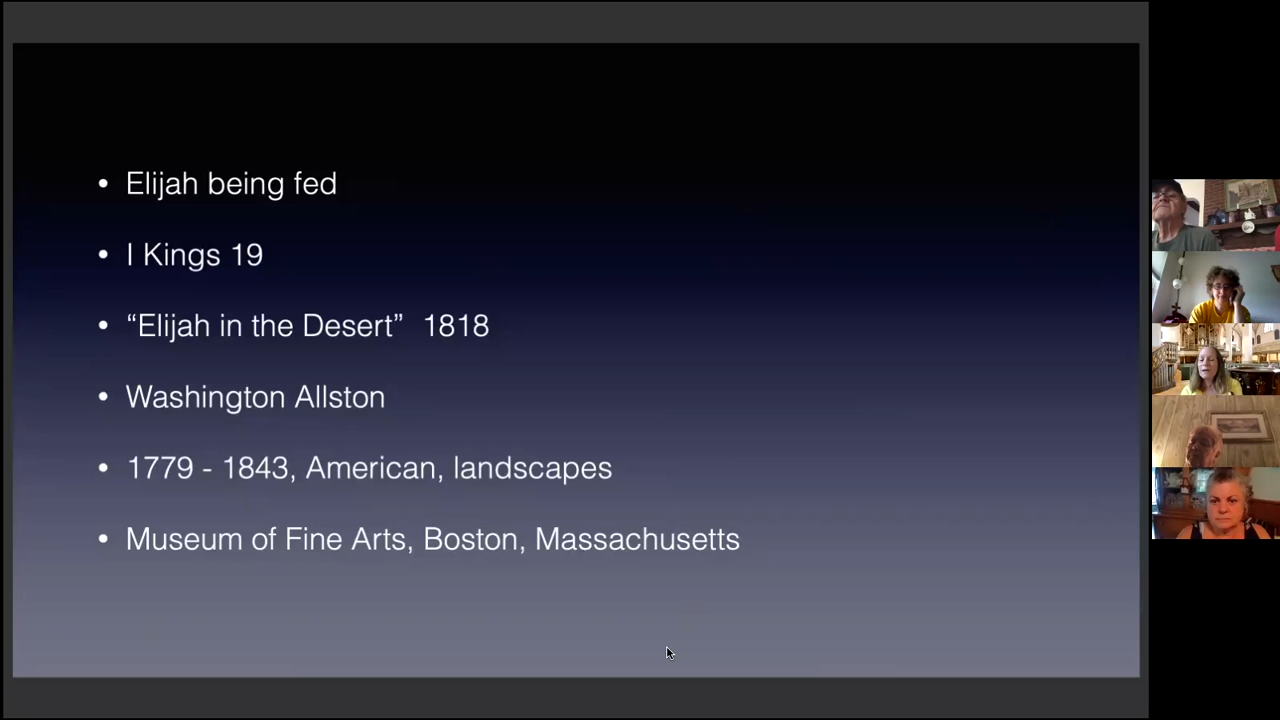 • Elijah being fed
• I Kings 19
• “Elijah in the Desert”  1818
• Washington Allston
• 1779 - 1843, American, landscapes
• Museum of Fine Arts, Boston, Massachusetts